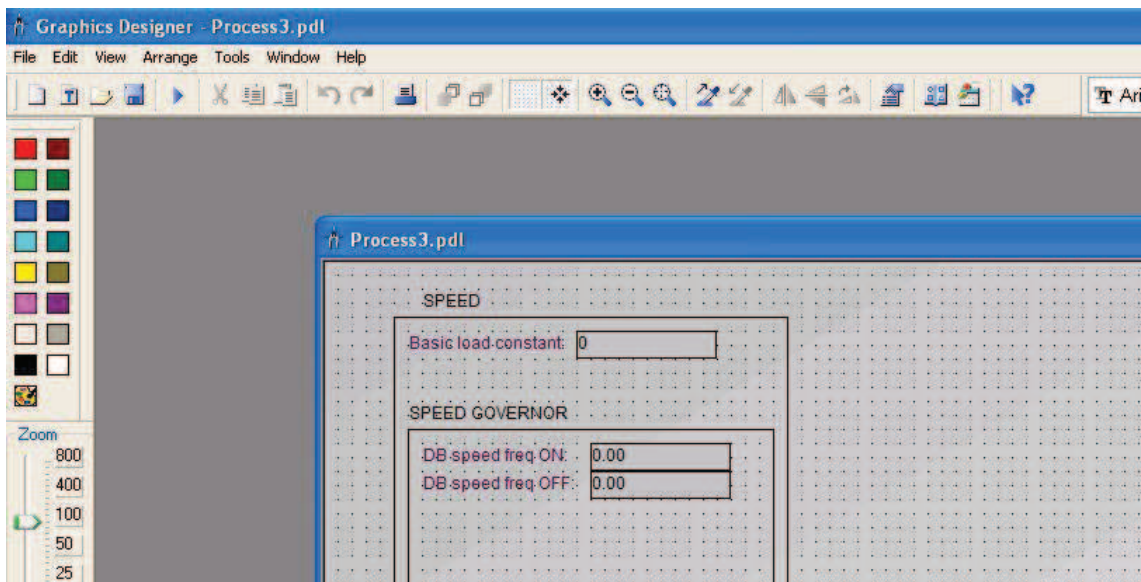 Graphics Designer - Process3.pdl
File Edit View Arrange Tools Window Help
T
? 
TT Ari
Process3.pdl
SPEED
Basic load constant: 0
SPEED GOVERNOR
DB speed freq ON: 0.00
DB speed freq OFF: 0.00
Zoom
800
400
100
50
25